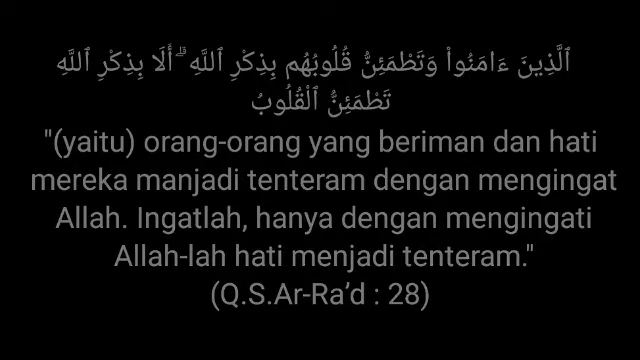 ٱلَّذِينَ ءَامَنُوا۟ وَتَطْمَئِنُّ قُلُوبُهُم بِذِكْرِ ٱللَّهِ ۗ أَلَا بِذِكْرِ ٱللَّهِ
تَطْمَئِنُّ ٱلْقُلُوبُ
"(yaitu) orang-orang yang beriman dan hati
mereka manjadi tenteram dengan mengingat
Allah. Ingatlah, hanya dengan mengingati
Allah-lah hati menjadi tenteram."
(Q.S.Ar-Ra’d : 28)